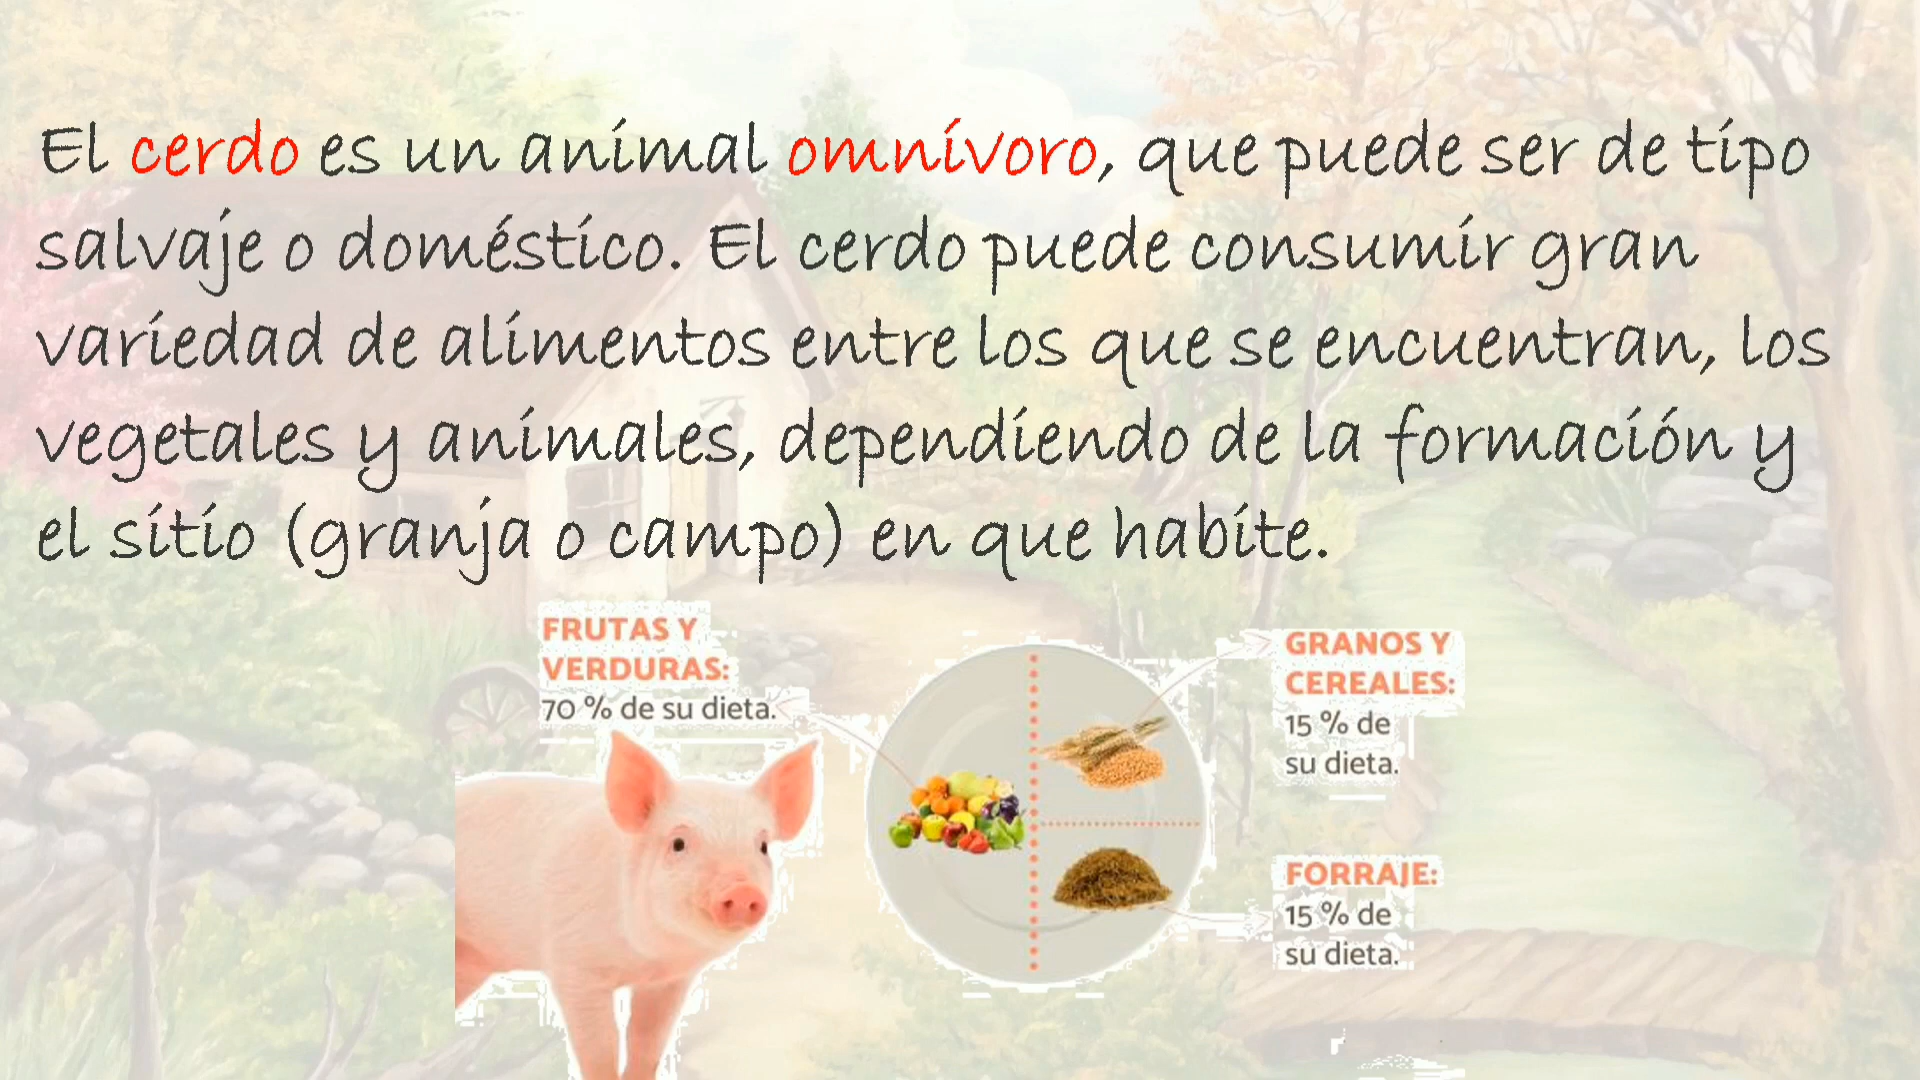 El cerdo es un animal omnívoro, que puede ser de tipo
salvaje o doméstico. El cerdo puede consumir gran
variedad de alimentos entre los que se encuentran, los
vegetales y animales, dependiendo de la formación y
el sitio (granja o campo) en que habite.
FRUTAS Y
VERDURAS:
70 % de su dieta.
GRANOS Y
CEREALES:
15 % de
su dieta.
FORRAJE:
15 % de
su dieta.